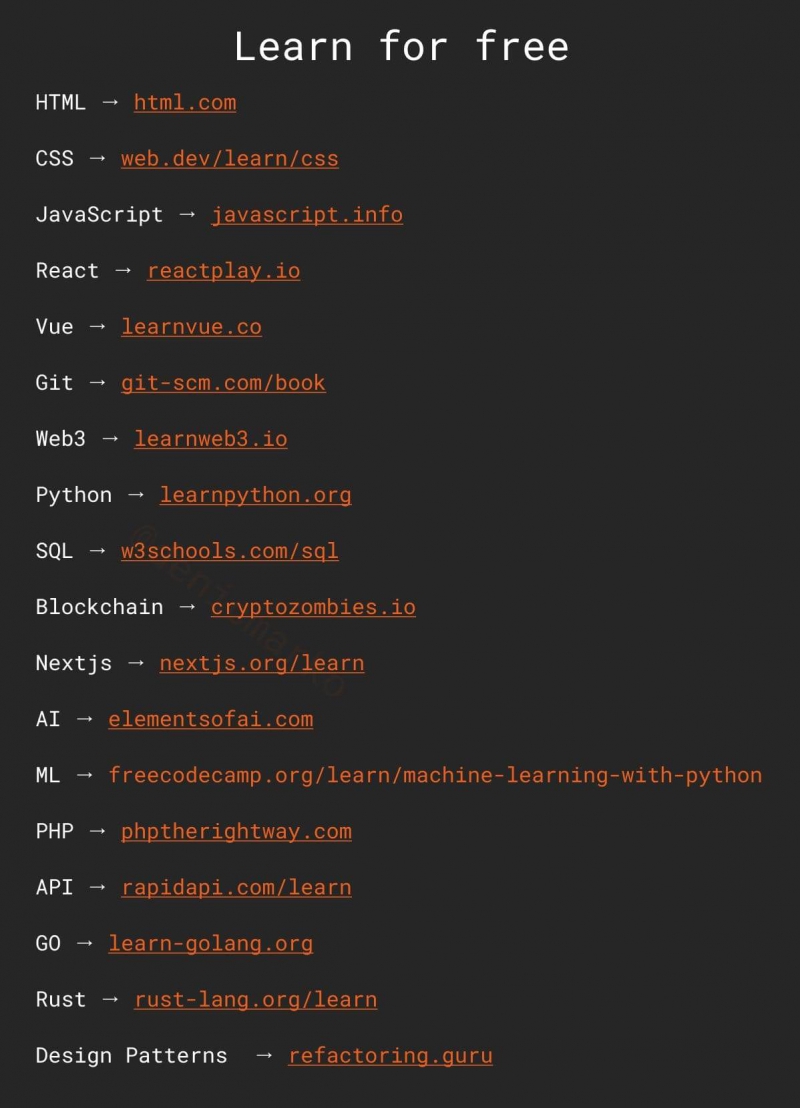 Learn for free
HTML → html.com
CSS → web.dev/learn/css
JavaScript → javascript.info
React → reactplay.io
Vue → learnvue.co
Git → git-scm.com/book
Web3 → learnweb3.io
Python → learnpython.org
SQL → w3schools.com/sql
Blockchain → cryptozombies.io
Nextjs → nextjs.org/learn
AI → elementsofai.com
ML → freecodecamp.org/learn/machine-learning-with-python
PHP → phptherightway.com
API → rapidapi.com/learn
GO → learn-golang.org
Rust → rust-lang.org/learn
Design Patterns → refactoring.guru